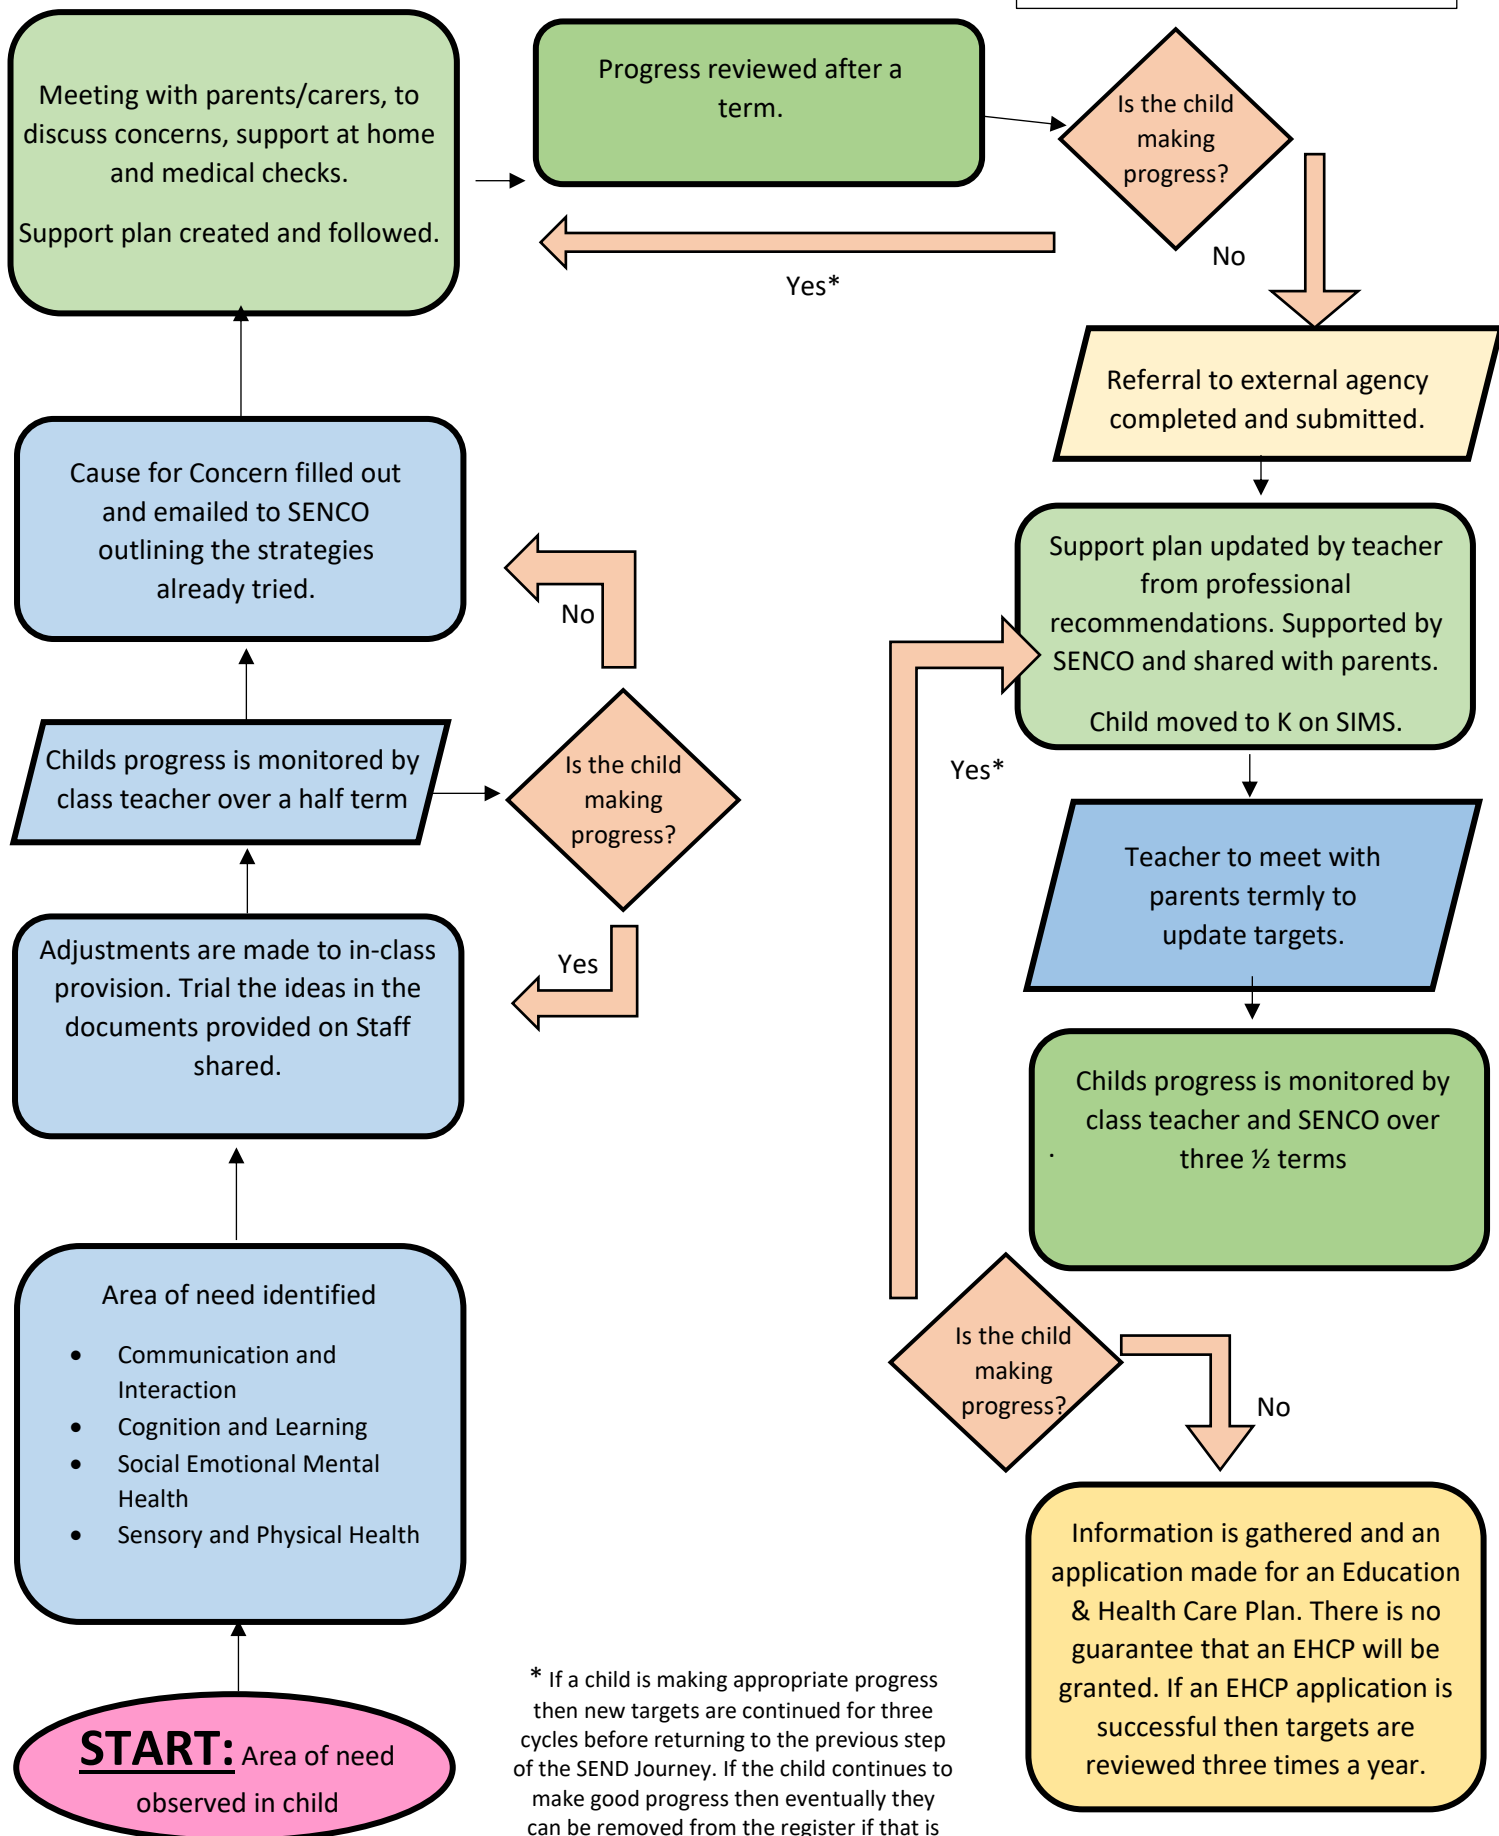 Meeting with parents/carers, to
discuss concerns, support at home
and medical checks.
Support plan created and followed.
Progress reviewed after a
term.
Is the child
making
progress?
Yes*
No
Referral to external agency
completed and submitted.
Cause for Concern filled out
and emailed to SENCO
outlining the strategies
already tried.
No
Support plan updated by teacher
from professional
recommendations. Supported by
SENCO and shared with parents.
Child moved to K on SIMS.
Childs progress is monitored by
class teacher over a half term
Is the child
making
progress?
Yes*
Teacher to meet with
parents termly to
update targets.
Adjustments are made to in-class
provision. Trial the ideas in the
documents provided on Staff
shared.
Yes
Childs progress is monitored by
class teacher and SENCO over
. three ½ terms
Area of need identified
• Communication and
Interaction
• Cognition and Learning
• Social Emotional Mental
Health
• Sensory and Physical Health
Is the child
making
progress?
No
Information is gathered and an
application made for an Education
& Health Care Plan. There is no
guarantee that an EHCP will be
granted. If an EHCP application is
successful then targets are
reviewed three times a year.
START: Area of need
observed in child
* If a child is making appropriate progress
then new targets are continued for three
cycles before returning to the previous step
of the SEND Journey. If the child continues to
make good progress then eventually they
can be removed from the register if that is